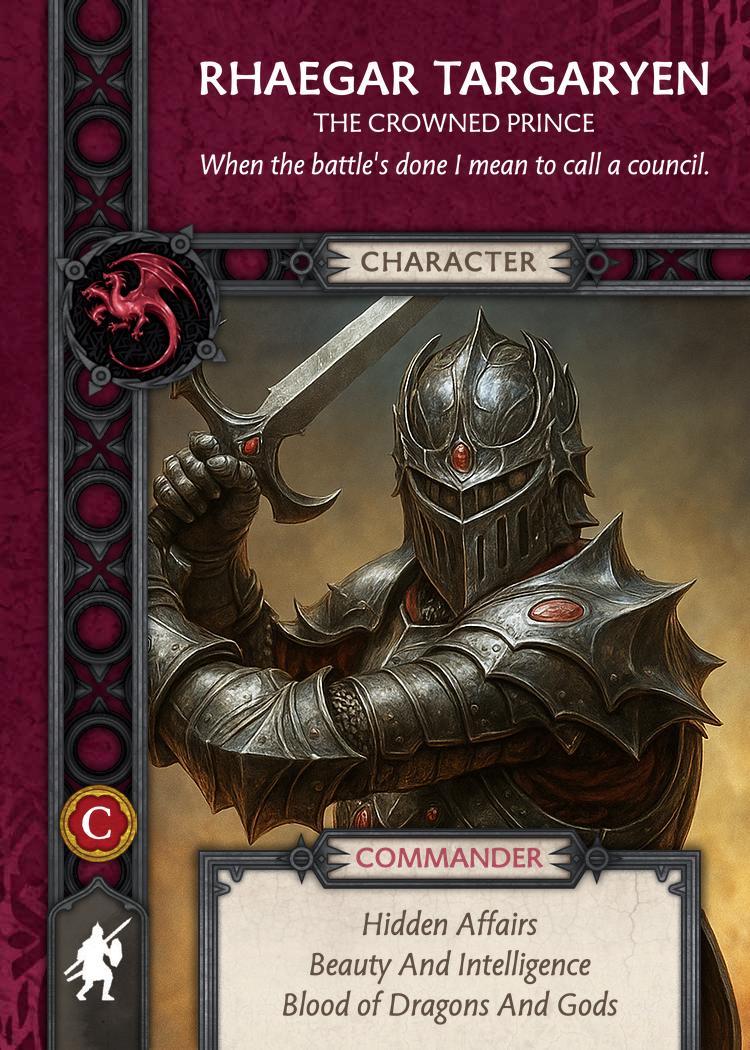 RHAEGAR TARGARYEN
THE CROWNED PRINCE
When the battle's done I mean to call a council.
CHARACTER
C
COMMANDER
Hidden Affairs
Beauty And Intelligence
Blood of Dragons And Gods